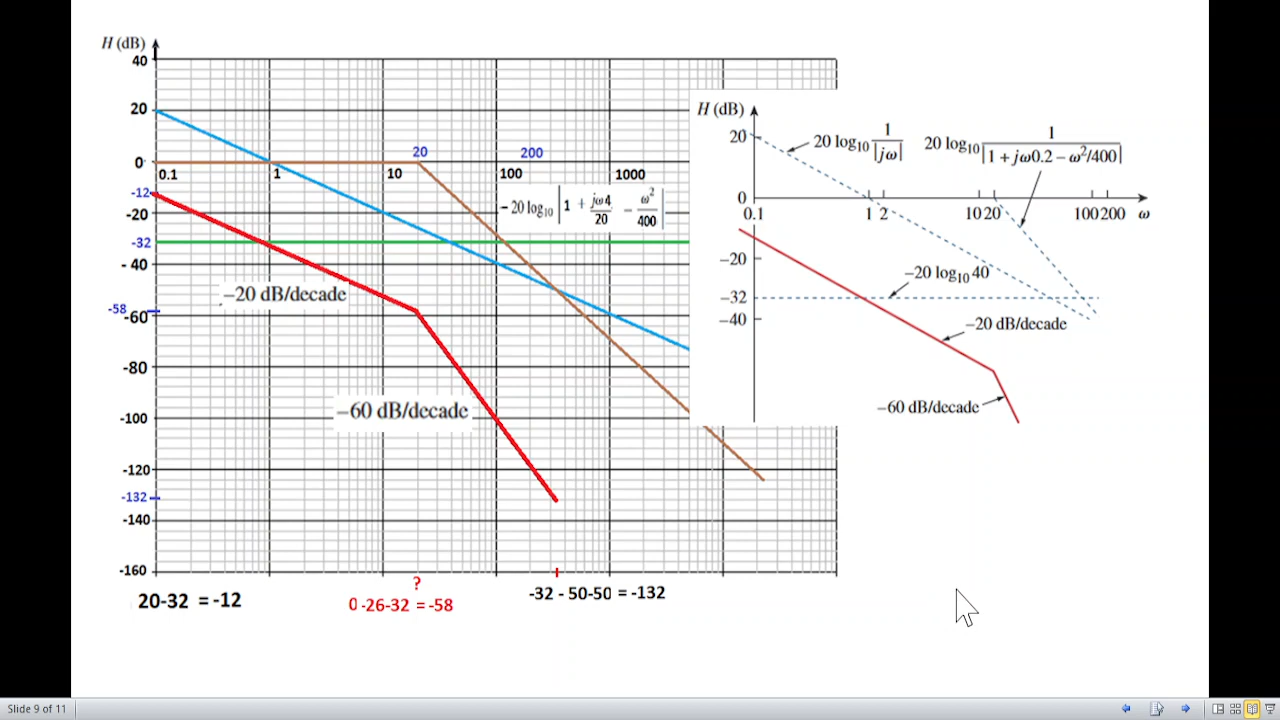 H (dB)
40
20
0
-12
-20
-32
- 40
-58
-60
-80
-100
-120
-132
-140
-160
0.1
1
10
20
100
200
1000
− 20 log₁₀ |1 + jω4/20 − ω²/400|
−20 dB/decade
−60 dB/decade
20-32 = -12
?
0 -26-32 = -58
-32 - 50-50 = -132
H (dB)
20
0
−20
−32
−40
20 log₁₀ 1/|jω|
20 log₁₀ 1/|1 + jω0.2 − ω²/400|
0.1
1 2
10 20
100 200
ω
−20 log₁₀ 40
−20 dB/decade
−60 dB/decade
Slide 9 of 11